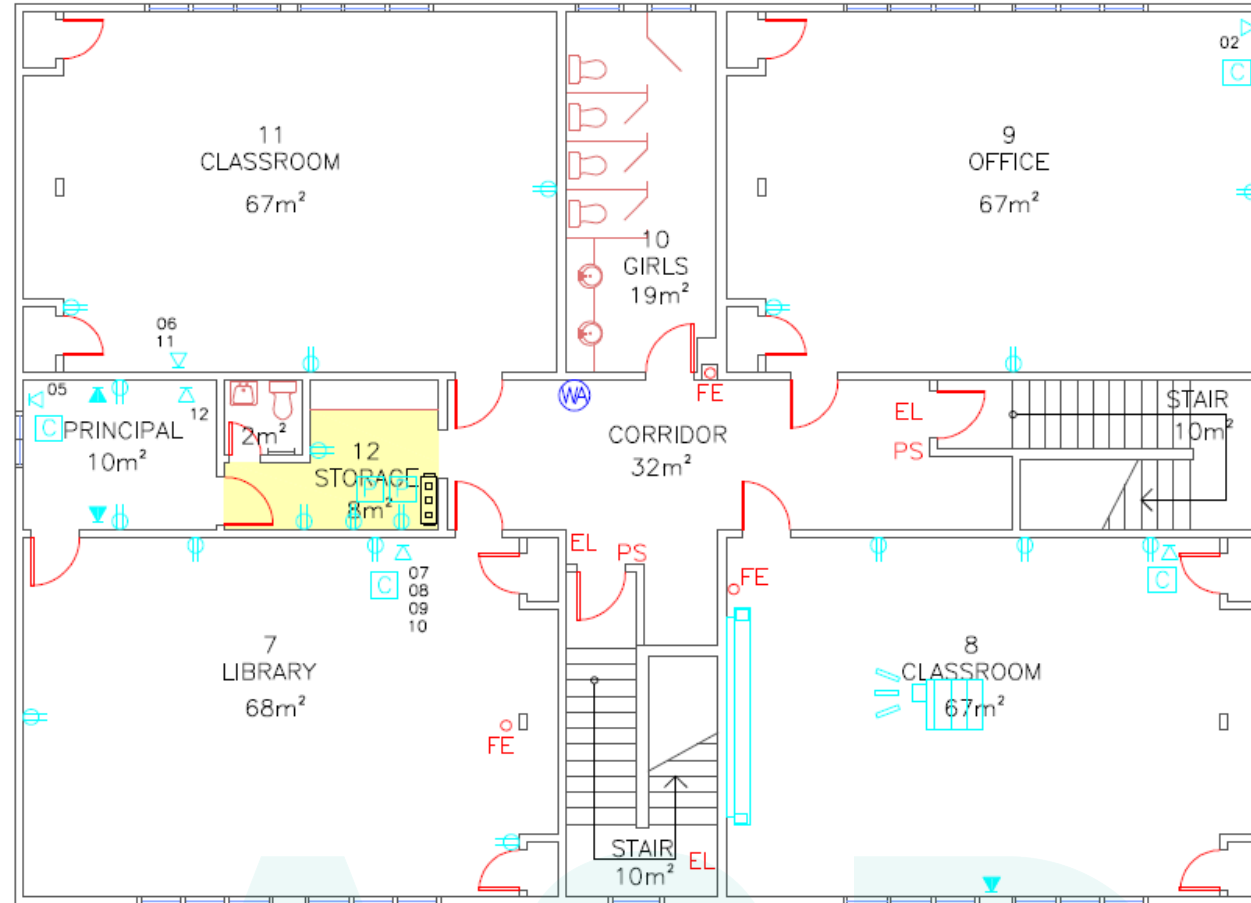 11
CLASSROOM
67m²
10
GIRLS
19m²
9
OFFICE
67m²
02
C
06
11
05
C
12
PRINCIPAL
10m²
2m²
12
STORAGE
8m²
P P
WA
FE
CORRIDOR
32m²
EL
PS
STAIR
10m²
EL
PS
C
07
08
09
10
7
LIBRARY
68m²
FE
FE
C
8
CLASSROOM
67m²
STAIR
10m²
EL